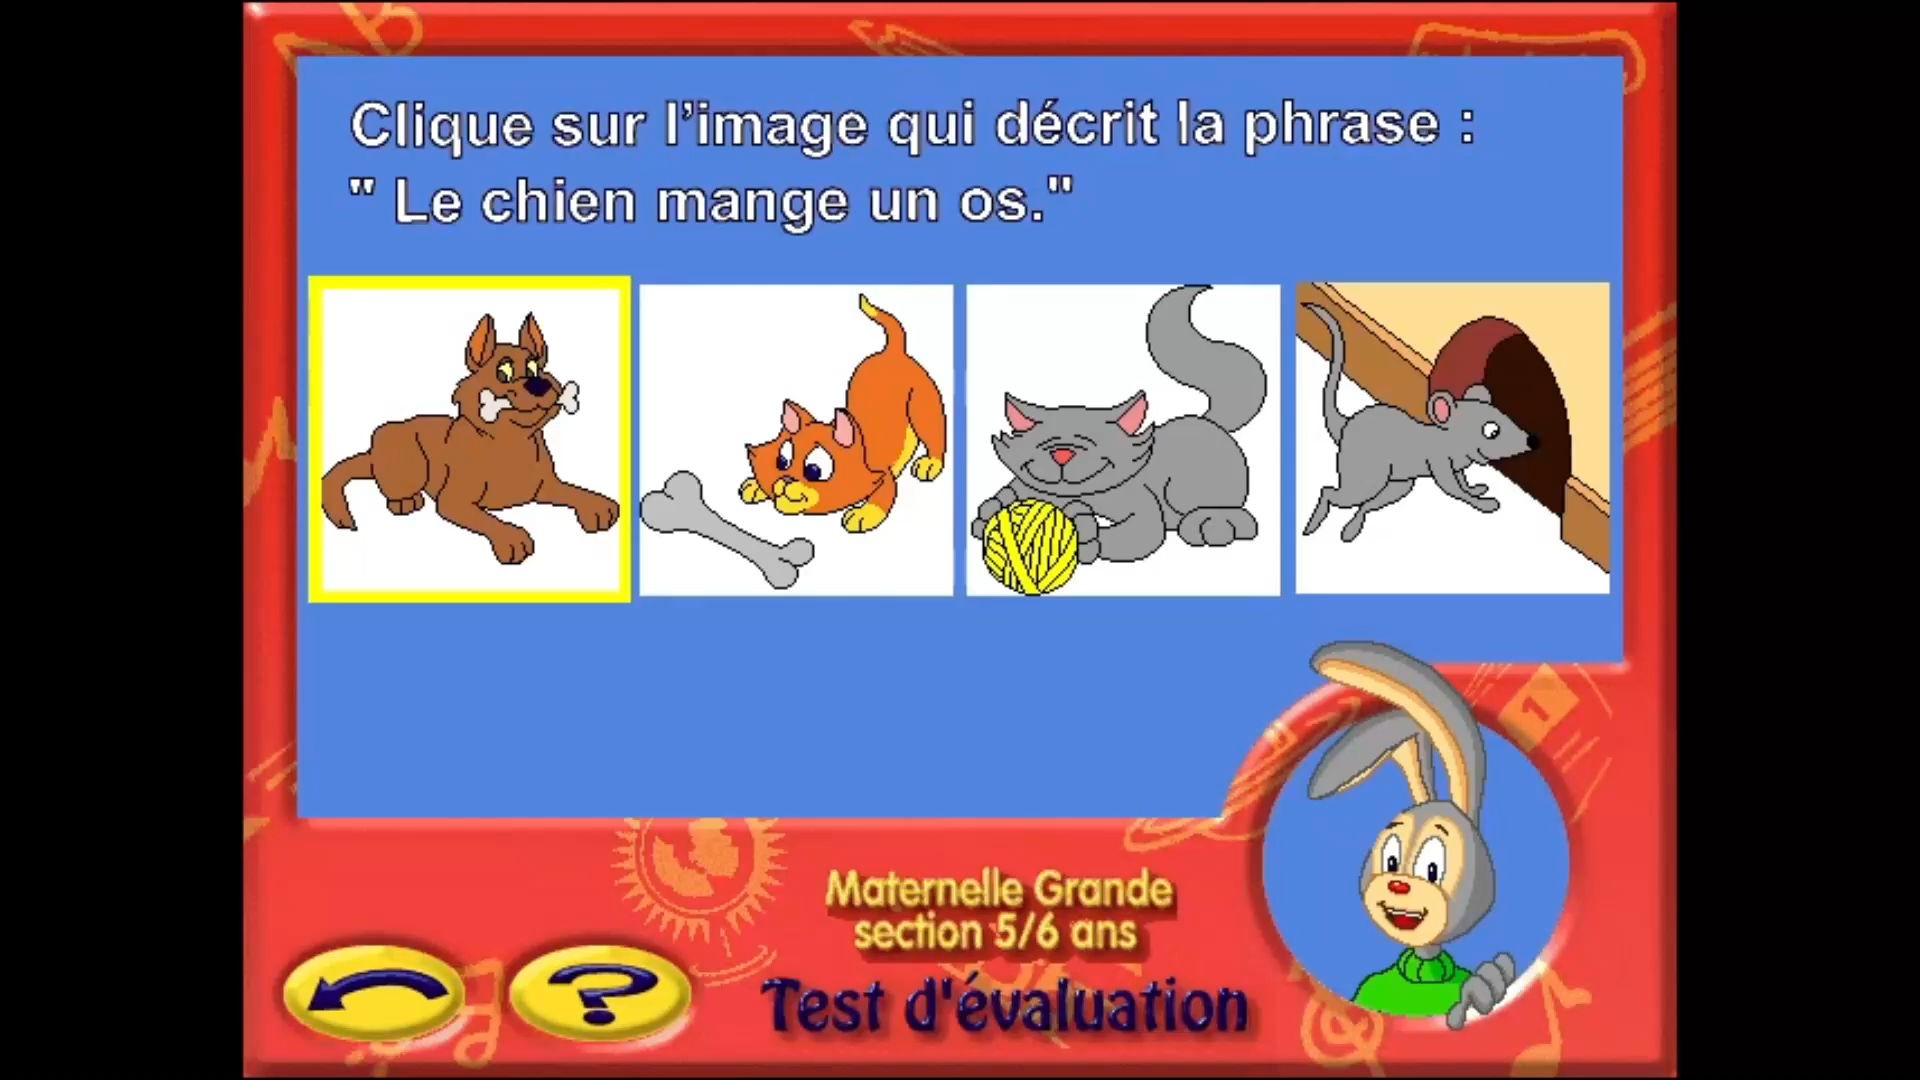 Clique sur l’image qui décrit la phrase :
" Le chien mange un os."
1
Maternelle Grande
section 5/6 ans
?
Test d'évaluation